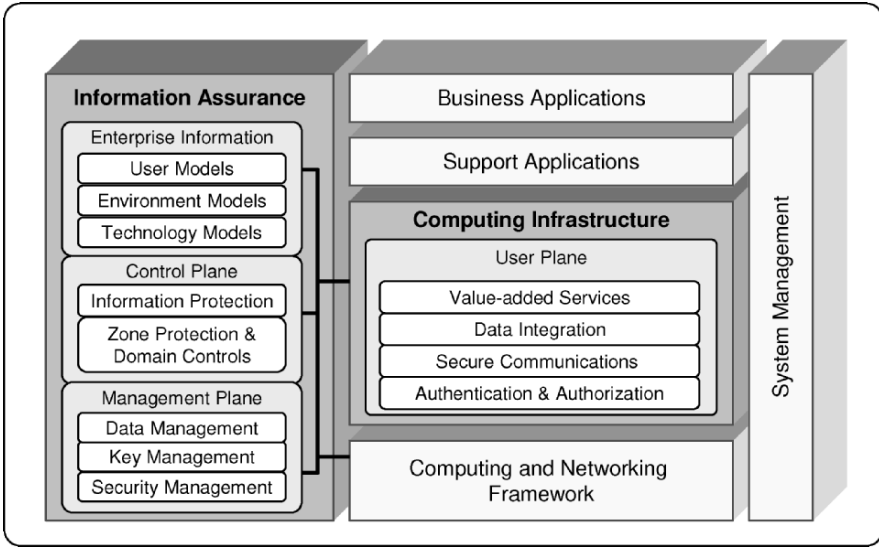 Information Assurance
Enterprise Information
User Models
Environment Models
Technology Models
Control Plane
Information Protection
Zone Protection &
Domain Controls
Management Plane
Data Management
Key Management
Security Management
Business Applications
Support Applications
Computing Infrastructure
User Plane
Value-added Services
Data Integration
Secure Communications
Authentication & Authorization
Computing and Networking
Framework
System Management